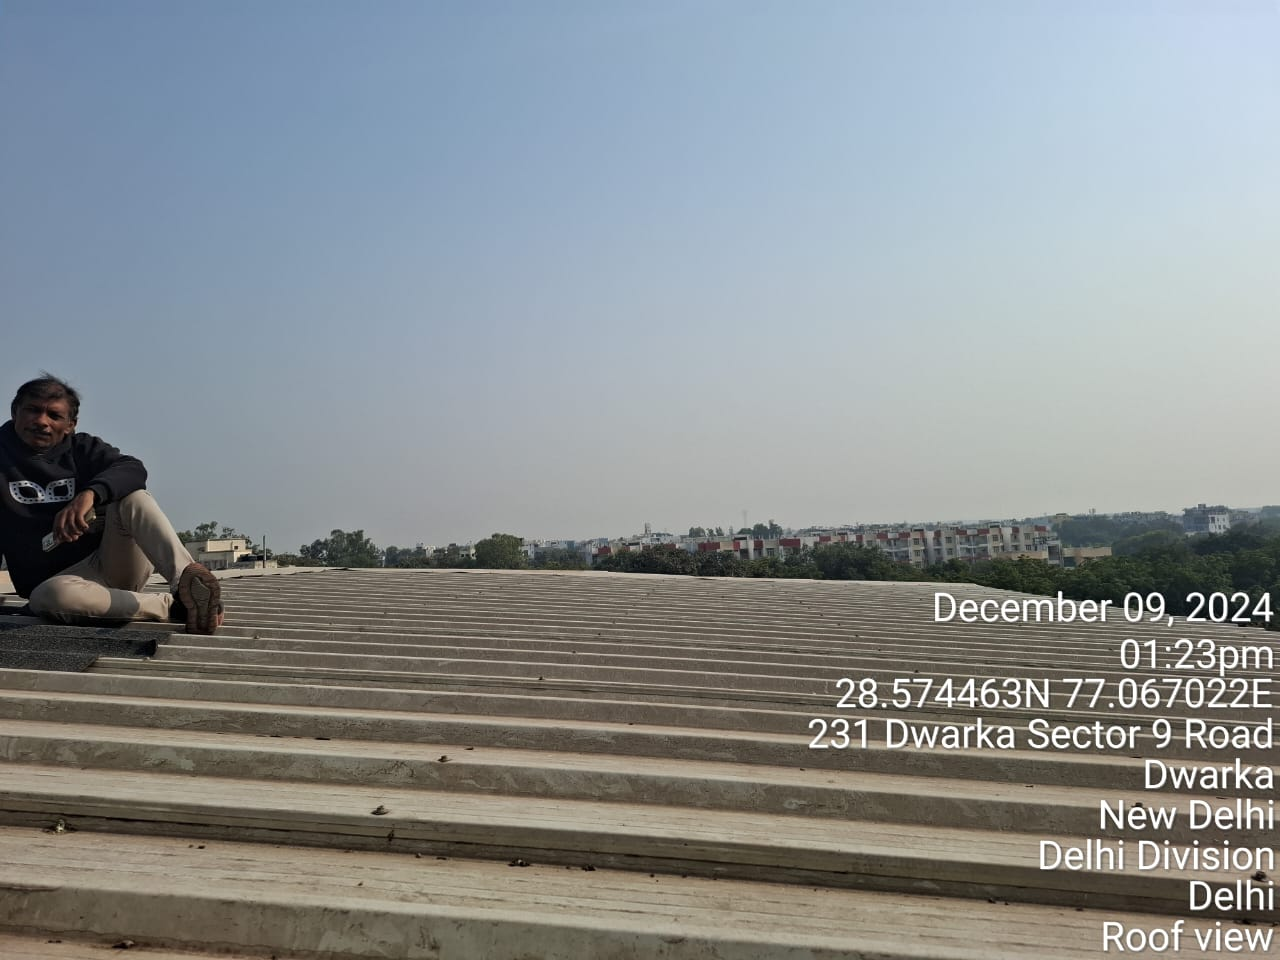 December 09, 2024
01:23pm
28.574463N 77.067022E
231 Dwarka Sector 9 Road
Dwarka
New Delhi
Delhi Division
Delhi
Roof view